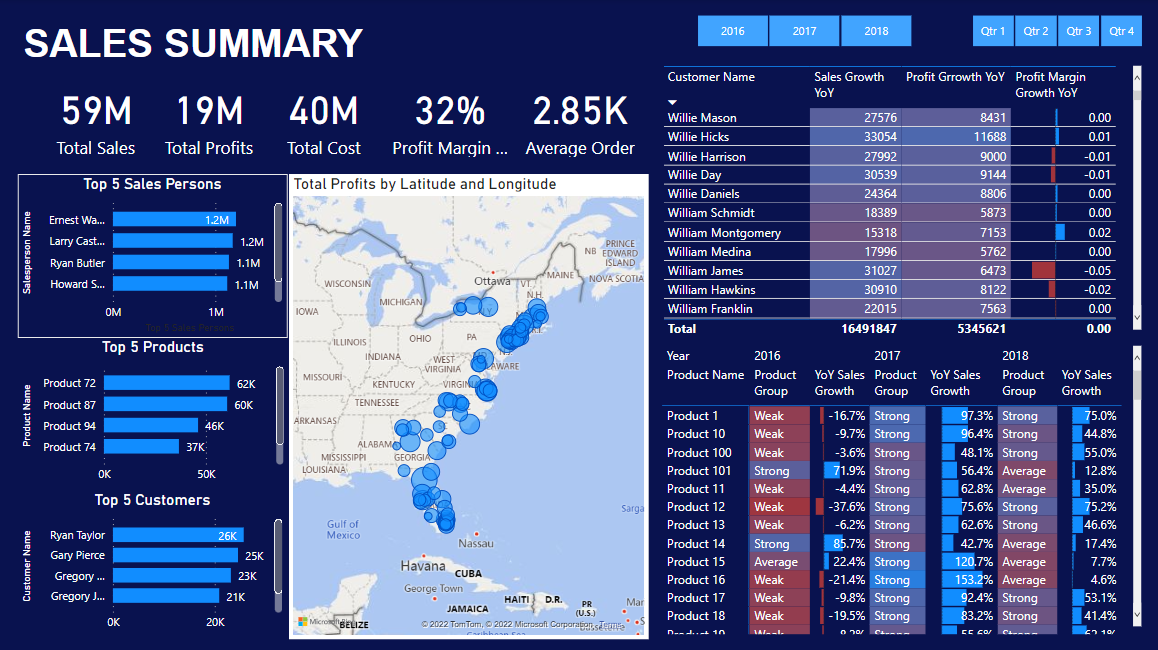 SALES SUMMARY
2016 2017 2018
Qtr 1 Qtr 2 Qtr 3 Qtr 4
59M 19M 40M 32% 2.85K
Total Sales Total Profits Total Cost Profit Margin ... Average Order
Top 5 Sales Persons
Salesperson Name
Ernest Wa... 1.2M
Larry Cast... 1.2M
Ryan Butler 1.1M
Howard S... 1.1M
0M 1M
Top 5 Sales Persons
Top 5 Products
Product Name
Product 72 62K
Product 87 60K
Product 94 46K
Product 74 37K
0K 50K
Top 5 Customers
Customer Name
Ryan Taylor 26K
Gary Pierce 25K
Gregory ... 23K
Gregory J... 21K
0K 20K
Total Profits by Latitude and Longitude
PRINCE
EDWARD
ISLAND
NB
NOVA SCOTIA
Ottawa
MAINE
WISCONSIN
VT.
N.H.
MICHIGAN
IOWA
PA
ILLINOIS
OHIO
INDIANA
WEST
VIRGINIA
MISSOURI
KENTUCKY
TENNESSEE
ARKANSAS
ALABAMA
MISSISSIPPI
GEORGIA
LOUISIANA
Gulf of
Mexico
Nassau
Havana
CUBA
George Town
HAITI D.R.
JAMAICA
PR
(U.S.)
BELIZE
© 2022 TomTom, © 2022 Microsoft Corporation, Terms
Customer Name Sales Growth YoY Profit Grrowth YoY Profit Margin Growth YoY
Willie Mason 27576 8431 0.00
Willie Hicks 33054 11688 0.01
Willie Harrison 27992 9000 -0.01
Willie Day 30539 9144 -0.01
Willie Daniels 24364 8806 0.00
William Schmidt 18389 5873 0.00
William Montgomery 15318 7153 0.02
William Medina 17996 5762 0.00
William James 31027 6473 -0.05
William Hawkins 30910 8122 -0.02
William Franklin 22015 7563 0.00
Total 16491847 5345621 0.00
Year 2016 2017 2018
Product Name Product Group YoY Sales Growth Product Group YoY Sales Growth Product Group YoY Sales Growth
Product 1 Weak -16.7% Strong 97.3% Strong 75.0%
Product 10 Weak -9.7% Strong 96.4% Strong 44.8%
Product 100 Weak -3.6% Strong 48.1% Strong 55.0%
Product 101 Strong 71.9% Strong 56.4% Average 12.8%
Product 11 Weak -4.4% Strong 62.8% Average 35.0%
Product 12 Weak -37.6% Strong 75.6% Strong 75.2%
Product 13 Weak -6.2% Strong 62.6% Strong 46.6%
Product 14 Strong 85.7% Strong 42.7% Average 17.4%
Product 15 Average 22.4% Strong 120.7% Average 7.7%
Product 16 Weak -21.4% Strong 153.2% Average 4.6%
Product 17 Weak -9.8% Strong 92.4% Strong 53.1%
Product 18 Weak -19.5% Strong 83.2% Strong 41.4%